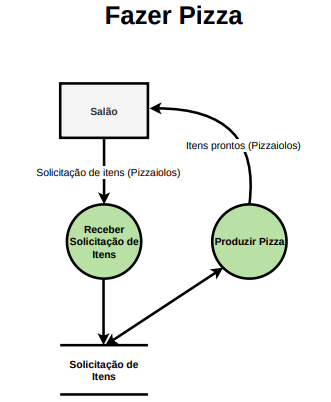 Fazer Pizza
Salão
Itens prontos (Pizzaiolos)
Solicitação de itens (Pizzaiolos)
Receber
Solicitação de
Itens
Produzir Pizza
Solicitação de
Itens